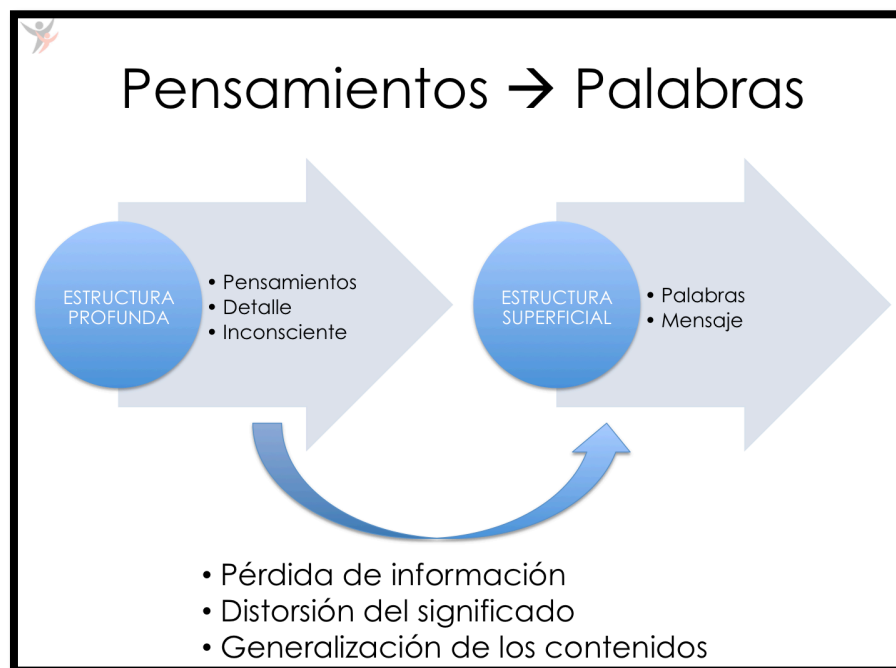 Pensamientos → Palabras
ESTRUCTURA
PROFUNDA
• Pensamientos
• Detalle
• Inconsciente
ESTRUCTURA
SUPERFICIAL
• Palabras
• Mensaje
• Pérdida de información
• Distorsión del significado
• Generalización de los contenidos